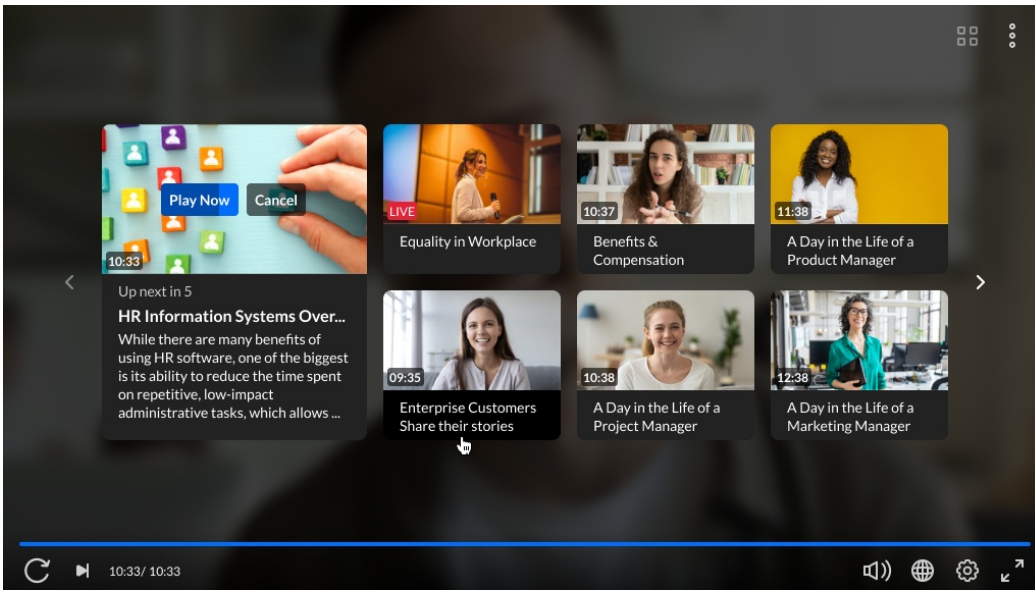 Play Now
Cancel
10:33
Up next in 5
HR Information Systems Over...
While there are many benefits of
using HR software, one of the biggest
is its ability to reduce the time spent
on repetitive, low-impact
administrative tasks, which allows ...
LIVE
Equality in Workplace
10:37
Benefits &
Compensation
11:38
A Day in the Life of a
Product Manager
09:35
Enterprise Customers
Share their stories
10:38
A Day in the Life of a
Project Manager
12:38
A Day in the Life of a
Marketing Manager
10:33/ 10:33